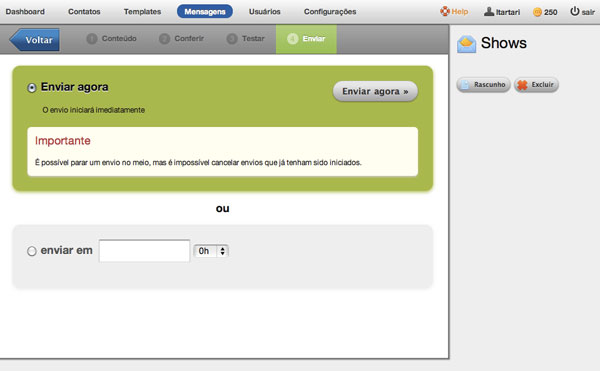 Dashboard Contatos Templates Mensagens Usuários Configurações Help ltartari 250 sair
Voltar 1 Conteúdo 2 Conferir 3 Testar 4 Enviar
Shows
Rascunho Excluir
Enviar agora Enviar agora »
O envio iniciará imediatamente
Importante
É possível parar um envio no meio, mas é impossível cancelar envios que já tenham sido iniciados.
ou
enviar em 0h